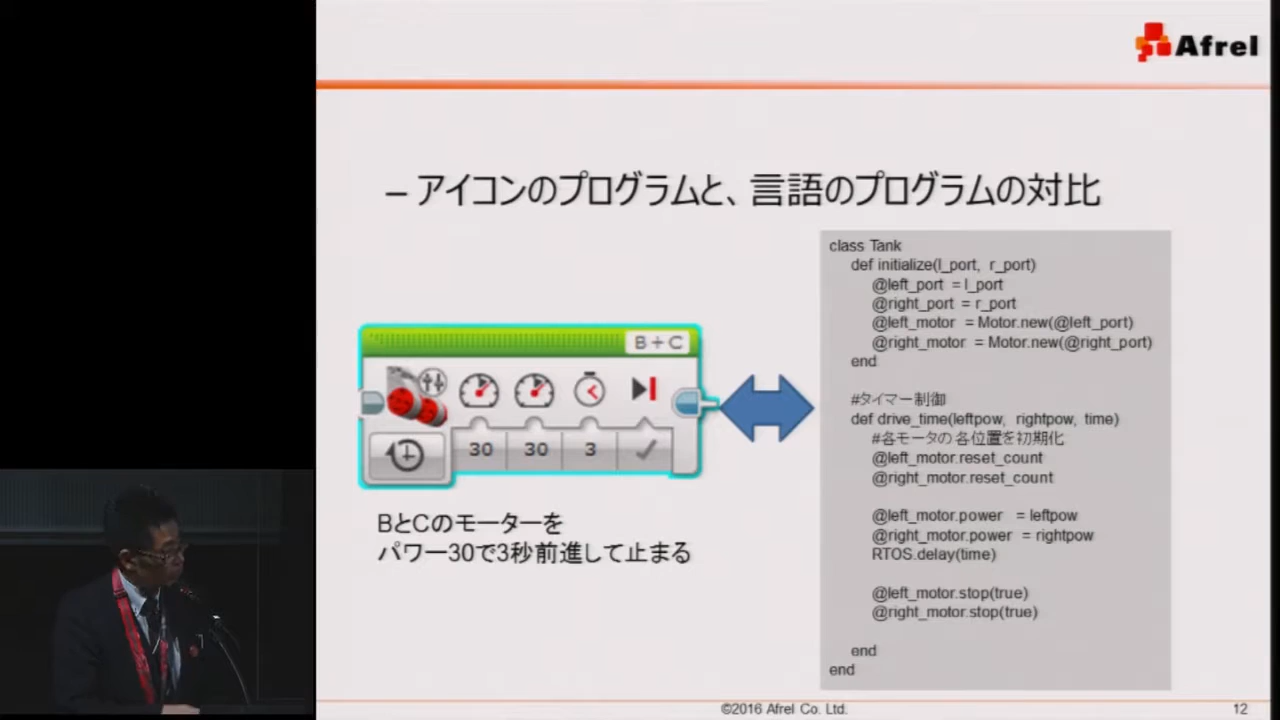 Afrel
– アイコンのプログラムと、言語のプログラムの対比
B + C
30 30 3
BとCのモーターを
パワー30で3秒前進して止まる
class Tank
def initialize(l_port, r_port)
@left_port = l_port
@right_port = r_port
@left_motor = Motor.new(@left_port)
@right_motor = Motor.new(@right_port)
end
#タイマー制御
def drive_time(leftpow, rightpow, time)
#各モータの各位置を初期化
@left_motor.reset_count
@right_motor.reset_count
@left_motor.power = leftpow
@right_motor.power = rightpow
RTOS.delay(time)
@left_motor.stop(true)
@right_motor.stop(true)
end
end
©2016 Afrel Co. Ltd.
12